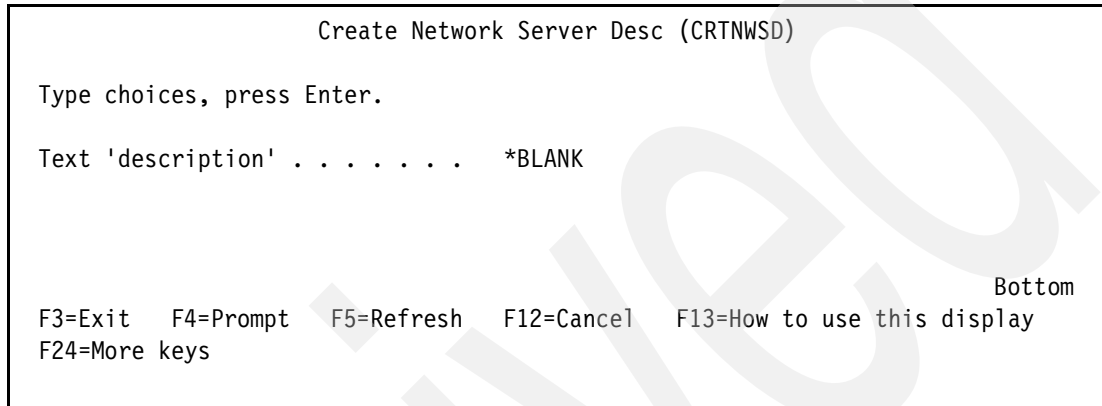 Create Network Server Desc (CRTNWSD)
Type choices, press Enter.
Text 'description' . . . . . . . *BLANK
Bottom
F3=Exit F4=Prompt F5=Refresh F12=Cancel F13=How to use this display
F24=More keys